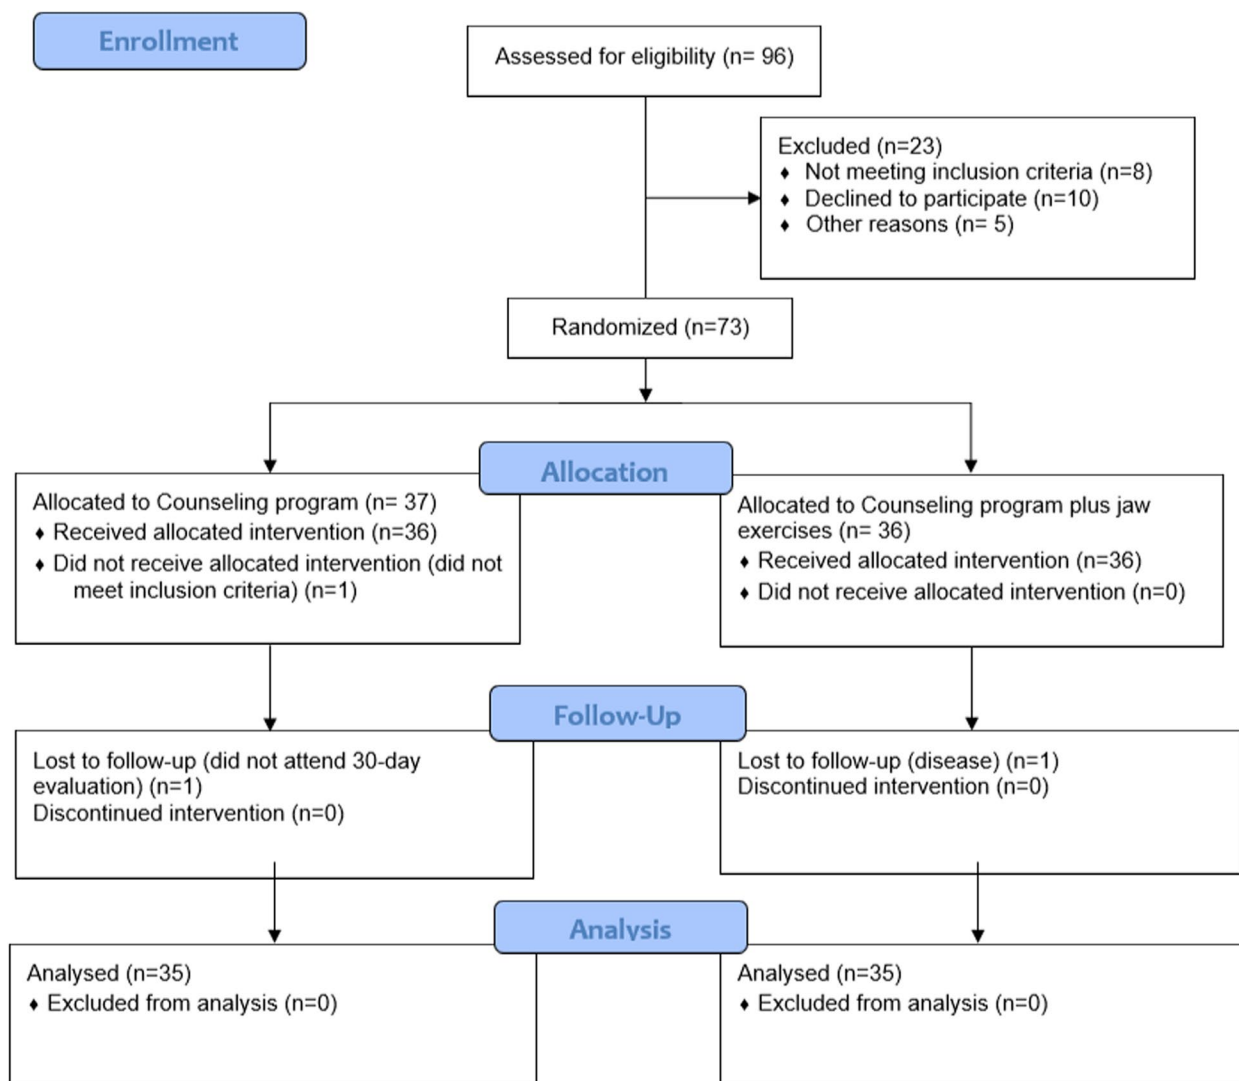 Enrollment
Assessed for eligibility (n= 96)
Excluded (n=23)
♦ Not meeting inclusion criteria (n=8)
♦ Declined to participate (n=10)
♦ Other reasons (n= 5)
Randomized (n=73)
Allocation
Allocated to Counseling program (n= 37)
♦ Received allocated intervention (n=36)
♦ Did not receive allocated intervention (did not
meet inclusion criteria) (n=1)
Allocated to Counseling program plus jaw
exercises (n= 36)
♦ Received allocated intervention (n=36)
♦ Did not receive allocated intervention (n=0)
Follow-Up
Lost to follow-up (did not attend 30-day
evaluation) (n=1)
Discontinued intervention (n=0)
Lost to follow-up (disease) (n=1)
Discontinued intervention (n=0)
Analysis
Analysed (n=35)
♦ Excluded from analysis (n=0)
Analysed (n=35)
♦ Excluded from analysis (n=0)